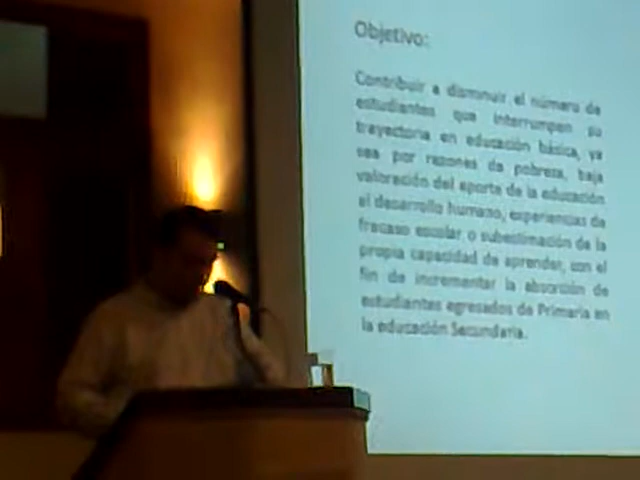 Objetivo:
Contribuir a disminuir el número de
estudiantes que interrumpen su
trayectoria en educación básica, ya
sea por razones de pobreza, baja
valoración del aporte de la educación
al desarrollo humano, experiencias de
fracaso escolar o subestimación de la
propia capacidad de aprender, con el
fin de incrementar la absorción de
estudiantes egresados de Primaria en
la educación Secundaria.